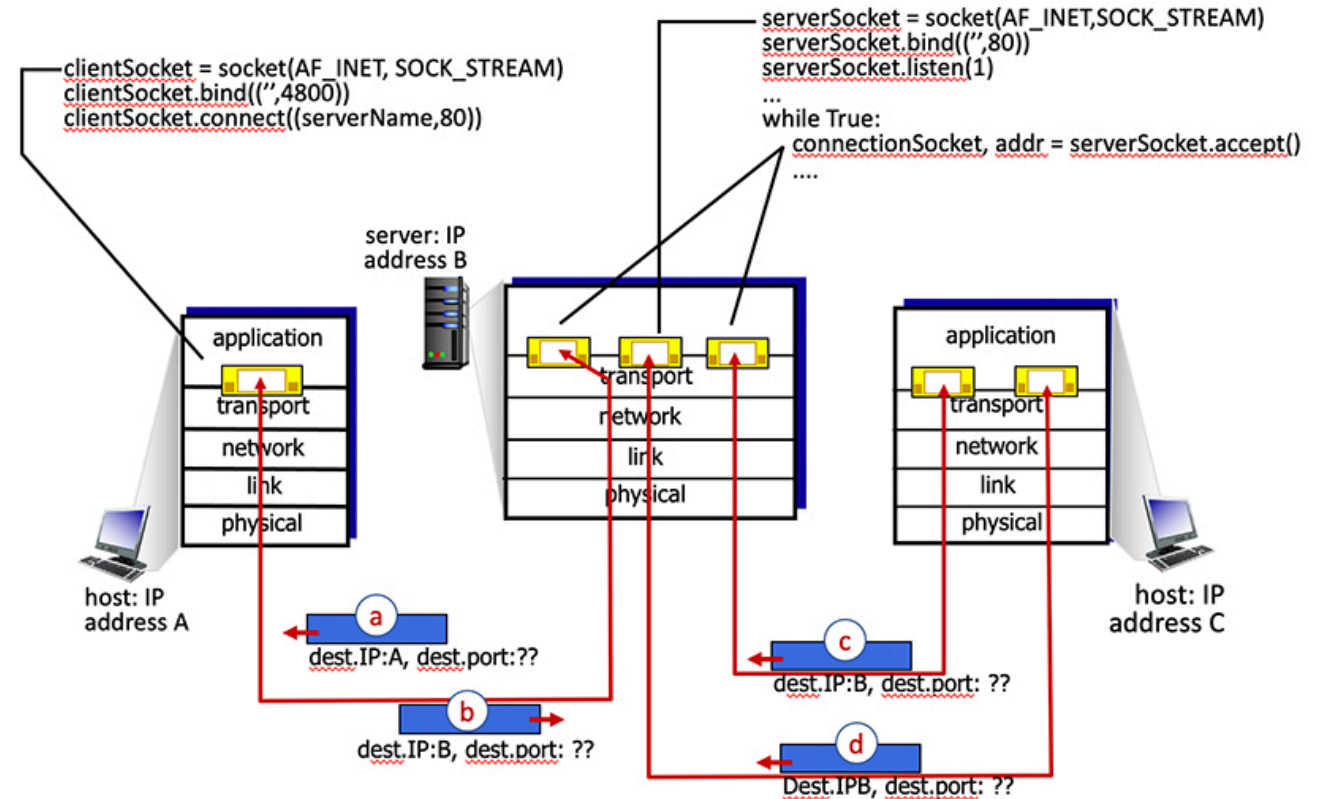 serverSocket = socket(AF_INET,SOCK_STREAM)
serverSocket.bind((’’,80))
serverSocket.listen(1)
...
while True:
connectionSocket, addr = serverSocket.accept()
....
clientSocket = socket(AF_INET, SOCK_STREAM)
clientSocket.bind((’’,4800))
clientSocket.connect((serverName,80))
server: IP
address B
application
transport
network
link
physical
transport
network
link
physical
application
transport
network
link
physical
host: IP
address A
host: IP
address C
a
dest.IP:A, dest.port:??
b
dest.IP:B, dest.port: ??
c
dest.IP:B, dest.port: ??
d
Dest.IPB, dest.port: ??